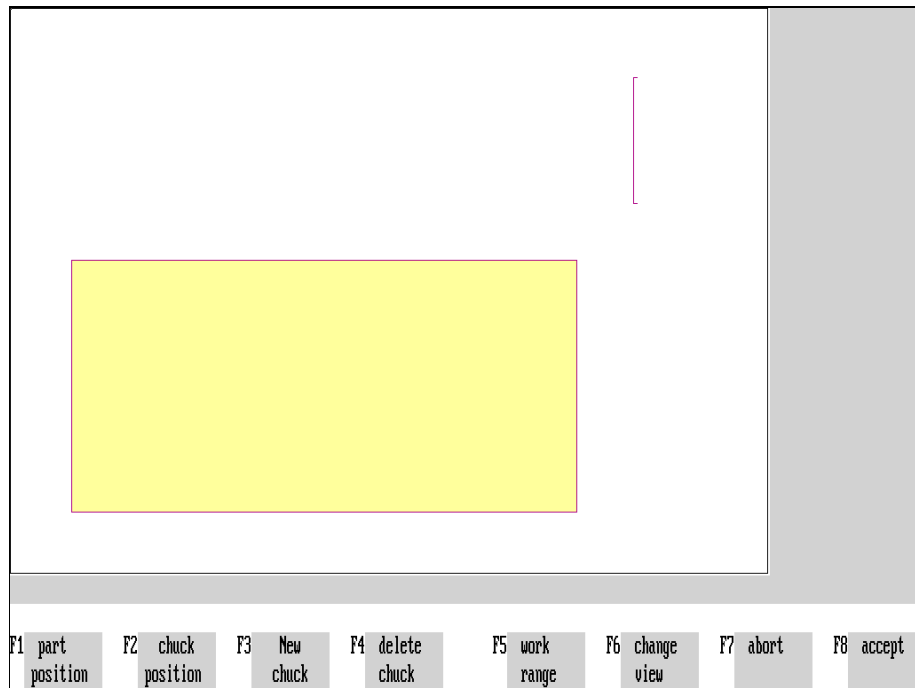 F1 part F2 chuck F3 New F4 delete F5 work F6 change F7 abort F8 accept
position position chuck chuck range view